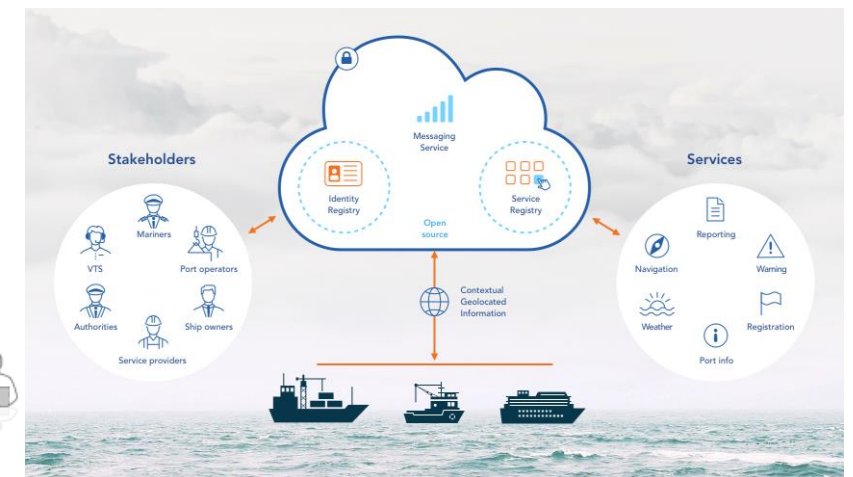 Messaging
Service
Stakeholders
Services
Identity
Registry
Service
Registry
Open
source
Mariners
VTS
Port operators
Authorities
Ship owners
Service providers
Reporting
Navigation
Warning
Weather
Registration
Port info
Contextual
Geolocated
Information